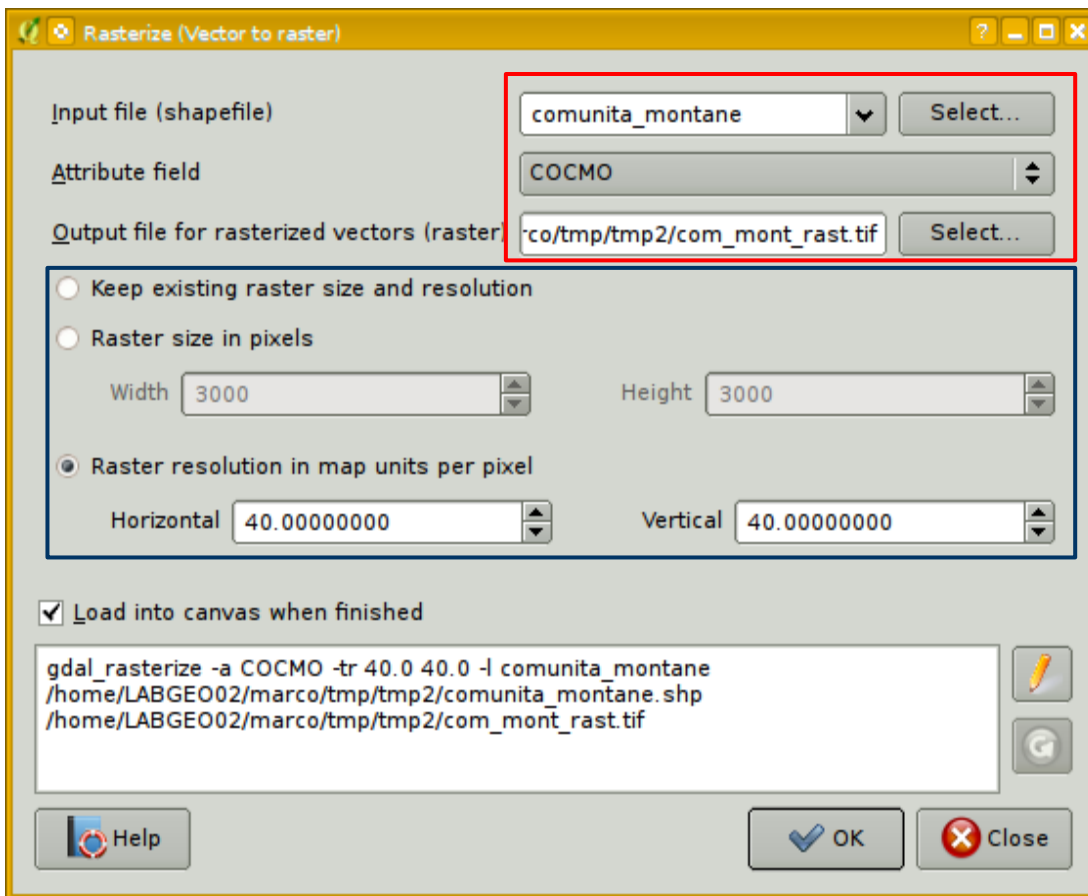 Rasterize (Vector to raster)
?
Input file (shapefile)
comunita_montane
Select...
Attribute field
COCMO
Output file for rasterized vectors (raster)
rco/tmp/tmp2/com_mont_rast.tif
Select...
Keep existing raster size and resolution
Raster size in pixels
Width
3000
Height
3000
Raster resolution in map units per pixel
Horizontal
40.00000000
Vertical
40.00000000
Load into canvas when finished
gdal_rasterize -a COCMO -tr 40.0 40.0 -l comunita_montane
/home/LABGEO02/marco/tmp/tmp2/comunita_montane.shp
/home/LABGEO02/marco/tmp/tmp2/com_mont_rast.tif
Help
OK
Close